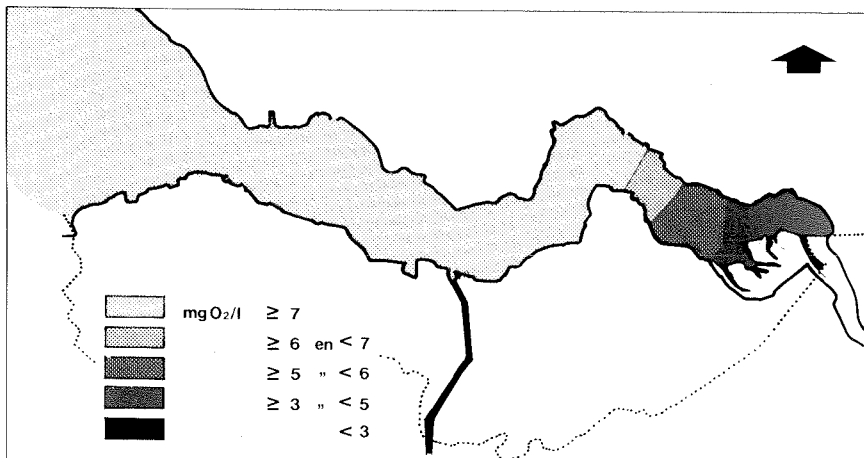 mg O₂/l ≥ 7
≥ 6 en < 7
≥ 5 „ < 6
≥ 3 „ < 5
< 3